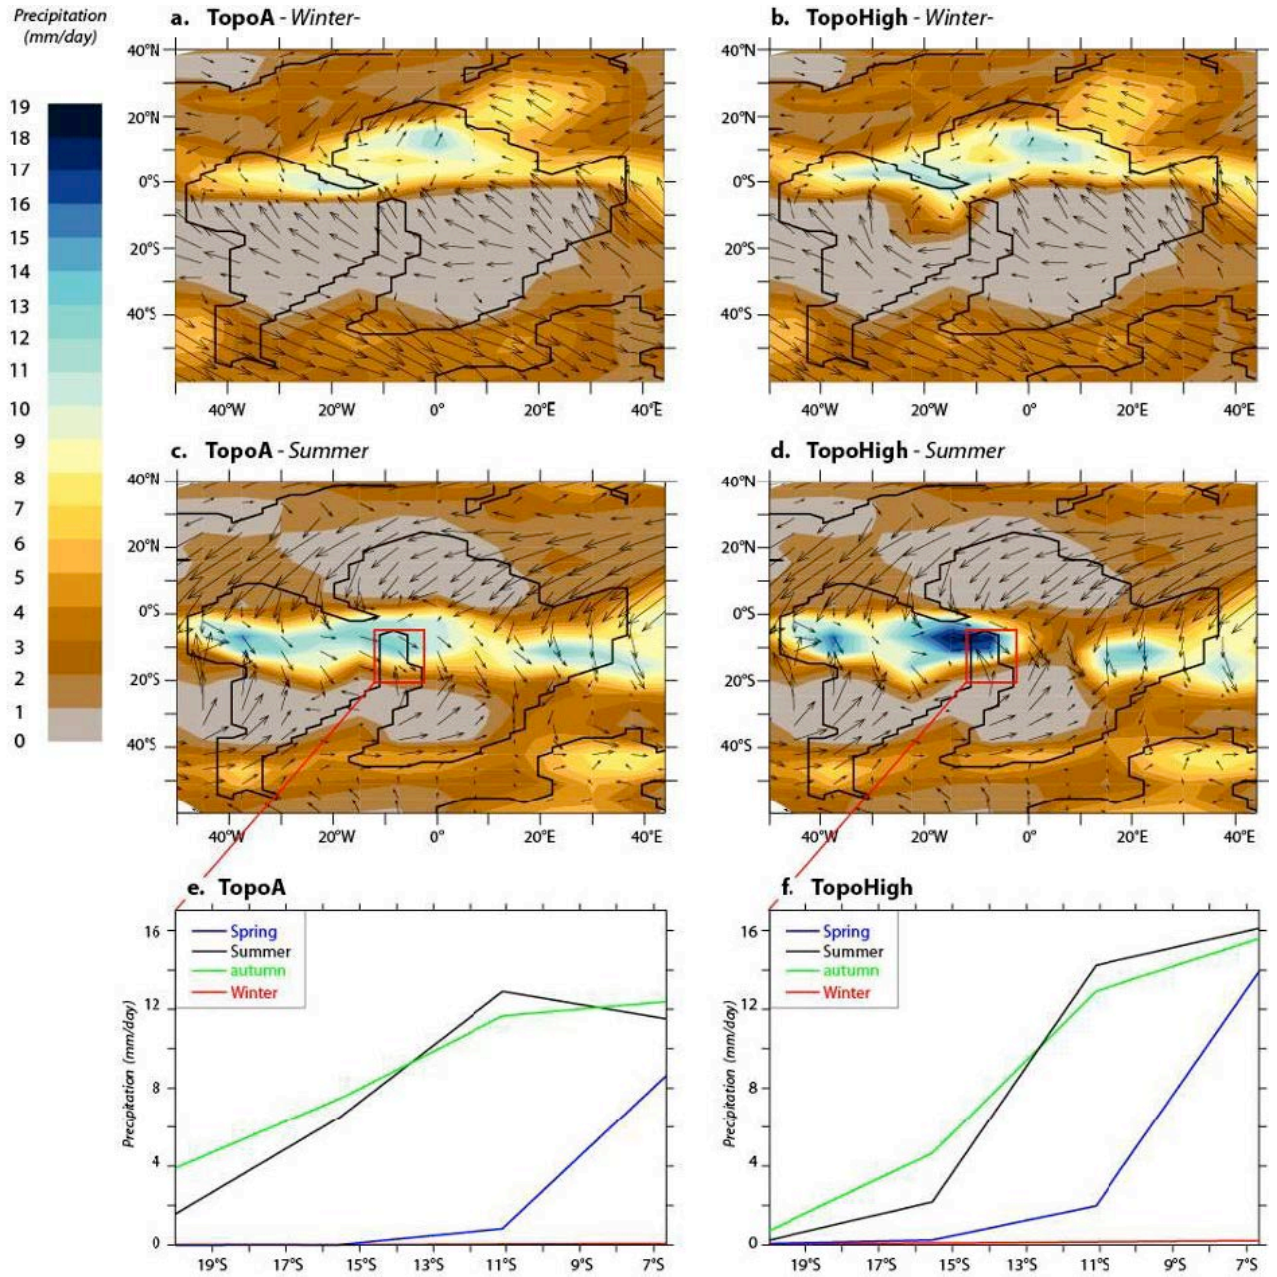 Precipitation
(mm/day)
19
18
17
16
15
14
13
12
11
10
9
8
7
6
5
4
3
2
1
0
a. TopoA - Winter-
40°N
20°N
0°S
20°S
40°S
40°W 20°W 0° 20°E 40°E
b. TopoHigh - Winter-
40°N
20°N
0°S
20°S
40°S
40°W 20°W 0° 20°E 40°E
c. TopoA - Summer
40°N
20°N
0°S
20°S
40°S
40°W 20°W 0° 20°E 40°E
d. TopoHigh - Summer
40°N
20°N
0°S
20°S
40°S
40°W 20°W 0° 20°E 40°E
e. TopoA
Spring
Summer
autumn
Winter
Precipitation (mm/day)
16
12
8
4
0
19°S 17°S 15°S 13°S 11°S 9°S 7°S
f. TopoHigh
Spring
Summer
autumn
Winter
Precipitation (mm/day)
16
12
8
4
0
19°S 17°S 15°S 13°S 11°S 9°S 7°S